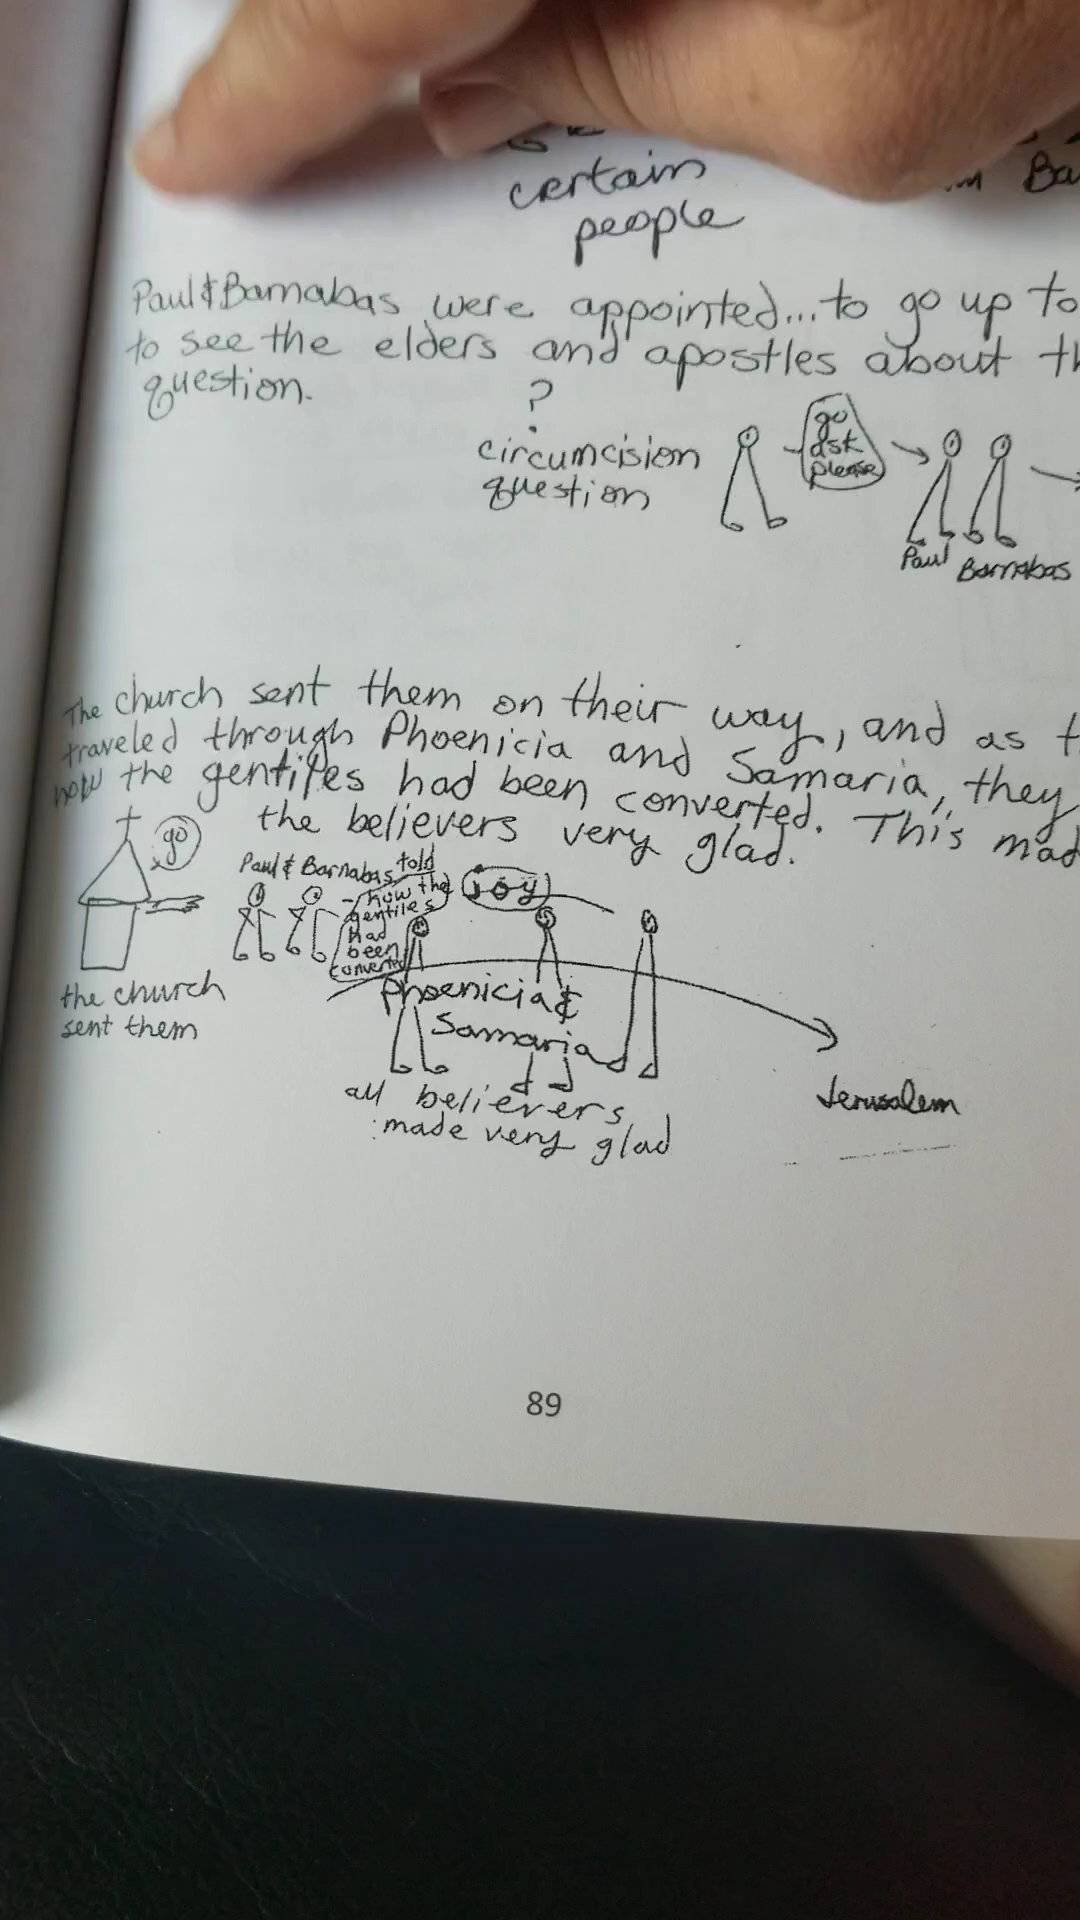 certain
people
Paul & Barnabas were appointed... to go up to
to see the elders and apostles about
question.
?
circumcision
question
go
ask
please
Paul Barnabas
The church sent them on their way, and as
traveled through Phoenicia and Samaria, they
how the gentiles had been converted. This
the believers very glad.
go
Paul & Barnabas told
how the
gentiles
had
been
converted
joy
Phoenicia &
Samaria
the church
sent them
all believers
made very glad
Jerusalem
89